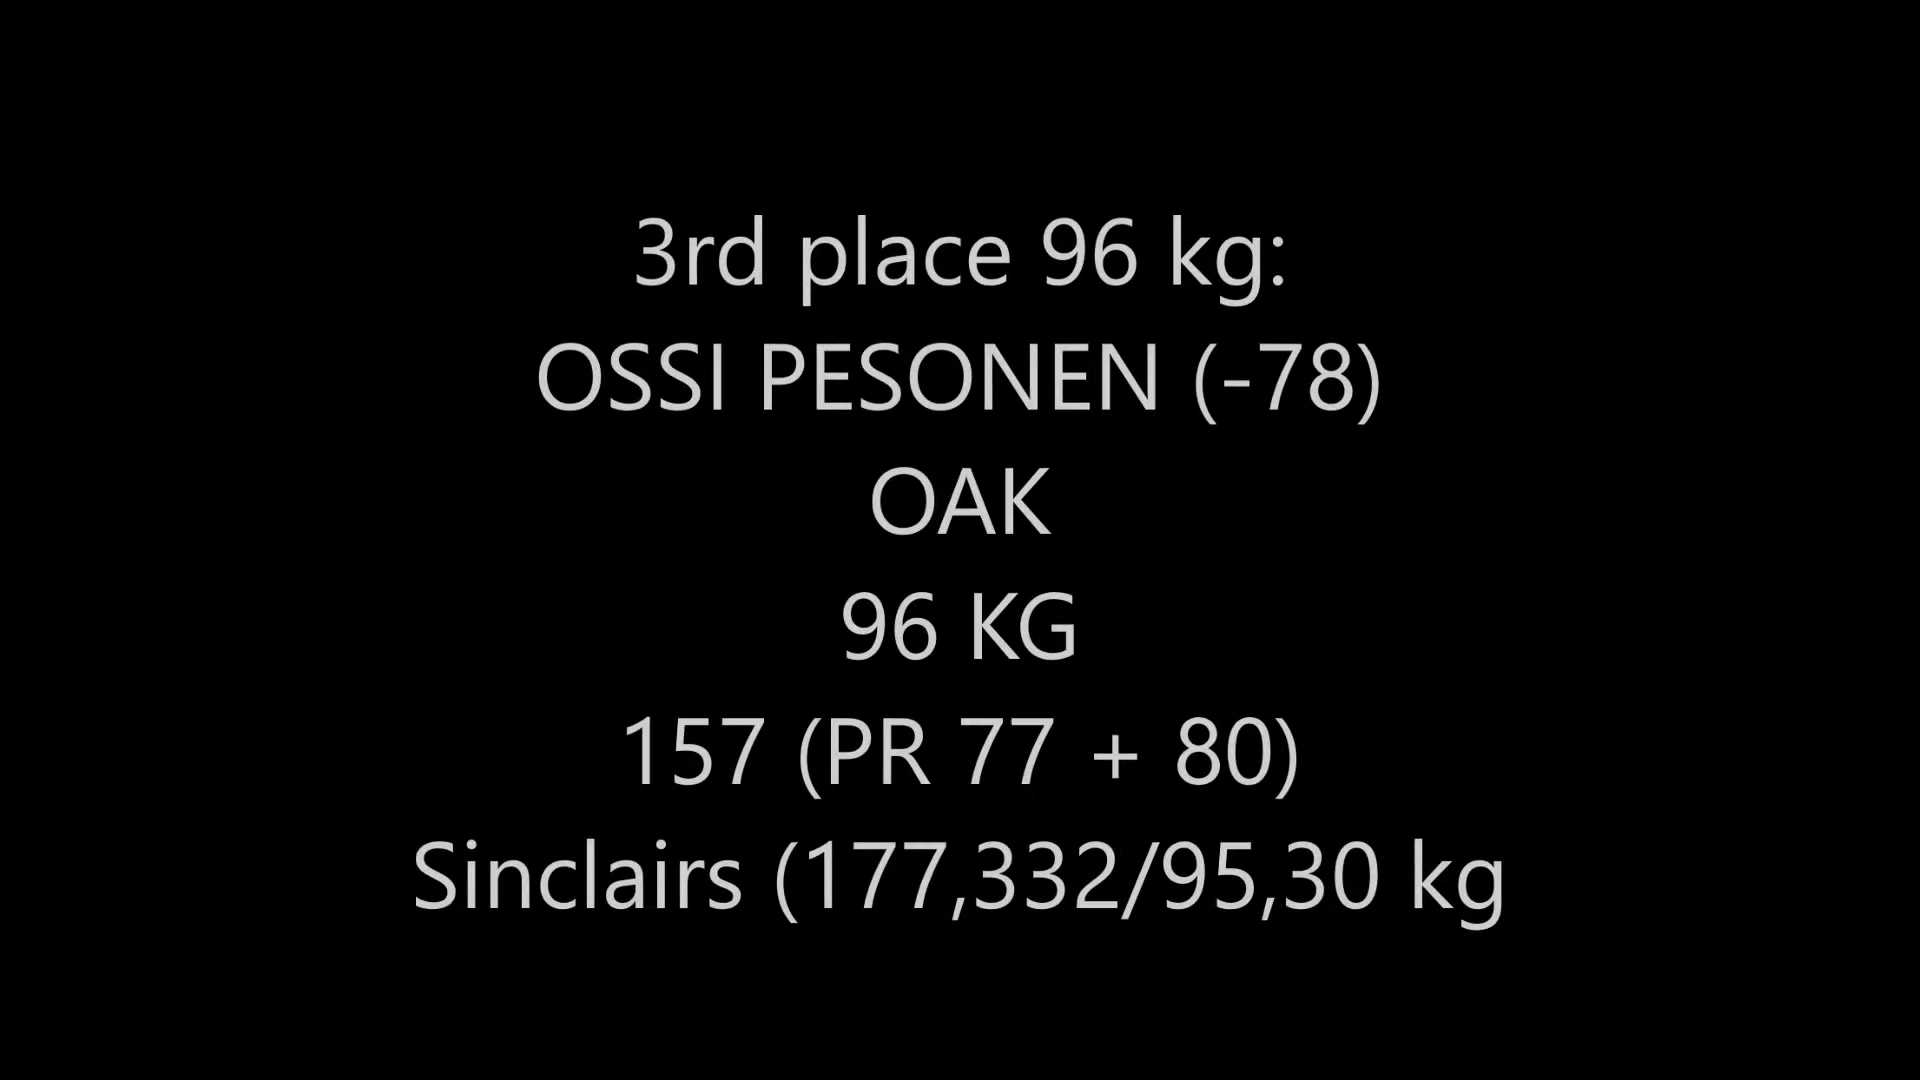 3rd place 96 kg:
OSSI PESONEN (-78)
OAK
96 KG
157 (PR 77 + 80)
Sinclairs (177,332/95,30 kg